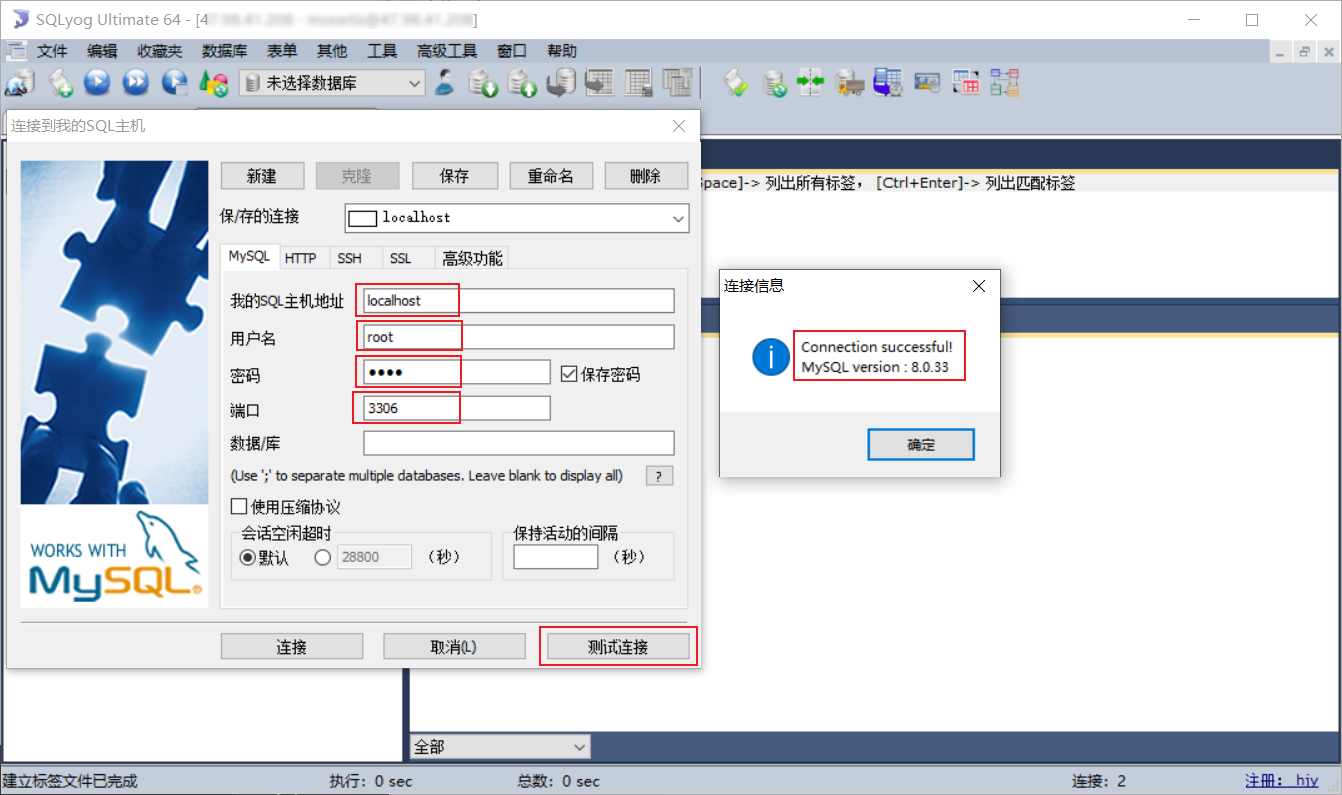 SQLyog Ultimate 64 - [4
文件 编辑 收藏夹 数据库 表单 其他 工具 高级工具 窗口 帮助
未选择数据库
连接到我的SQL主机
新建 克隆 保存 重命名 删除
保/存的连接 localhost
MySQL HTTP SSH SSL 高级功能
我的SQL主机地址 localhost
用户名 root
密码 •••• 保存密码
端口 3306
数据/库
(Use ';' to separate multiple databases. Leave blank to display all) ?
使用压缩协议
会话空闲超时 保持活动的间隔
默认 28800 (秒) (秒)
WORKS WITH
MySQL
连接 取消(L) 测试连接
pace]-> 列出所有标签， [Ctrl+Enter]-> 列出匹配标签
连接信息
Connection successful!
MySQL version : 8.0.33
确定
全部
建立标签文件已完成 执行：0 sec 总数：0 sec 连接：2 注册： hiv